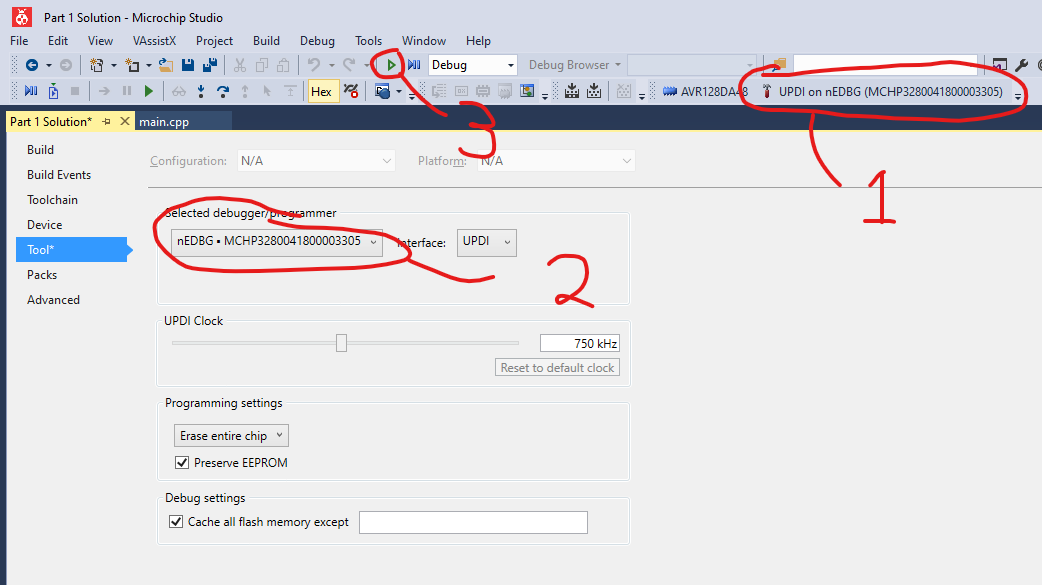 Part 1 Solution - Microchip Studio
File Edit View VAssistX Project Build Debug Tools Window Help
Debug Debug Browser
Hex AVR128DA48 UPDI on nEDBG (MCHP3280041800003305)
Part 1 Solution* main.cpp
3
1
Build
Configuration: N/A Platform: N/A
Build Events
Toolchain
Device
Tool*
Packs
Advanced
Selected debugger/programmer
nEDBG ▪ MCHP3280041800003305 Interface: UPDI
2
UPDI Clock
750 kHz
Reset to default clock
Programming settings
Erase entire chip
Preserve EEPROM
Debug settings
Cache all flash memory except